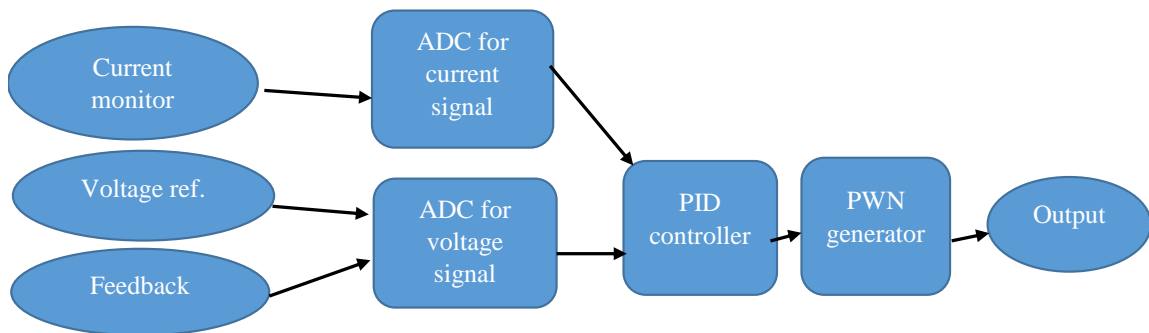 Current
monitor
ADC for
current
signal
Voltage ref.
ADC for
voltage
signal
Feedback
PID
controller
PWN
generator
Output